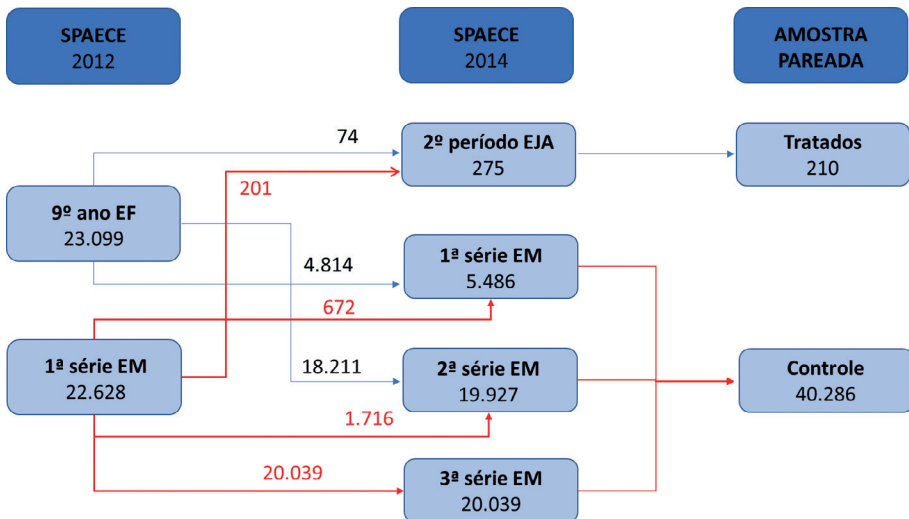 SPAECE
2012
SPAECE
2014
AMOSTRA
PAREADA
74
2º período EJA
275
Tratados
210
201
9º ano EF
23.099
4.814
1ª série EM
5.486
672
1ª série EM
22.628
18.211
2ª série EM
19.927
Controle
40.286
1.716
20.039
3ª série EM
20.039